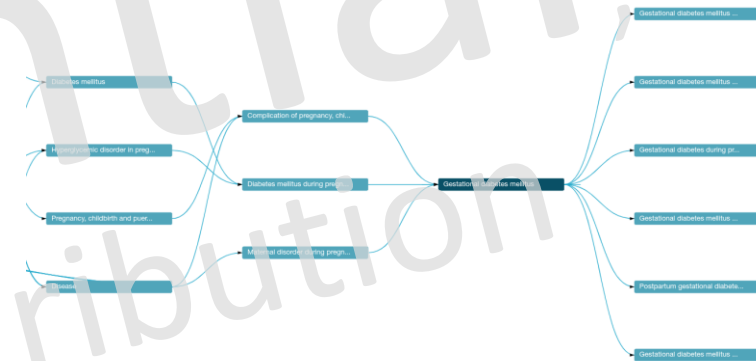 Gestational diabetes mellitus ...
Diabetes mellitus
Gestational diabetes mellitus ...
Complication of pregnancy, chi...
Hyperglycemic disorder in preg...
Gestational diabetes during pr...
Diabetes mellitus during pregn...
Gestational diabetes mellitus
Pregnancy, childbirth and puer...
Gestational diabetes mellitus ...
Maternal disorder during pregn...
Disease
Postpartum gestational diabete...
Gestational diabetes mellitus ...
ribution